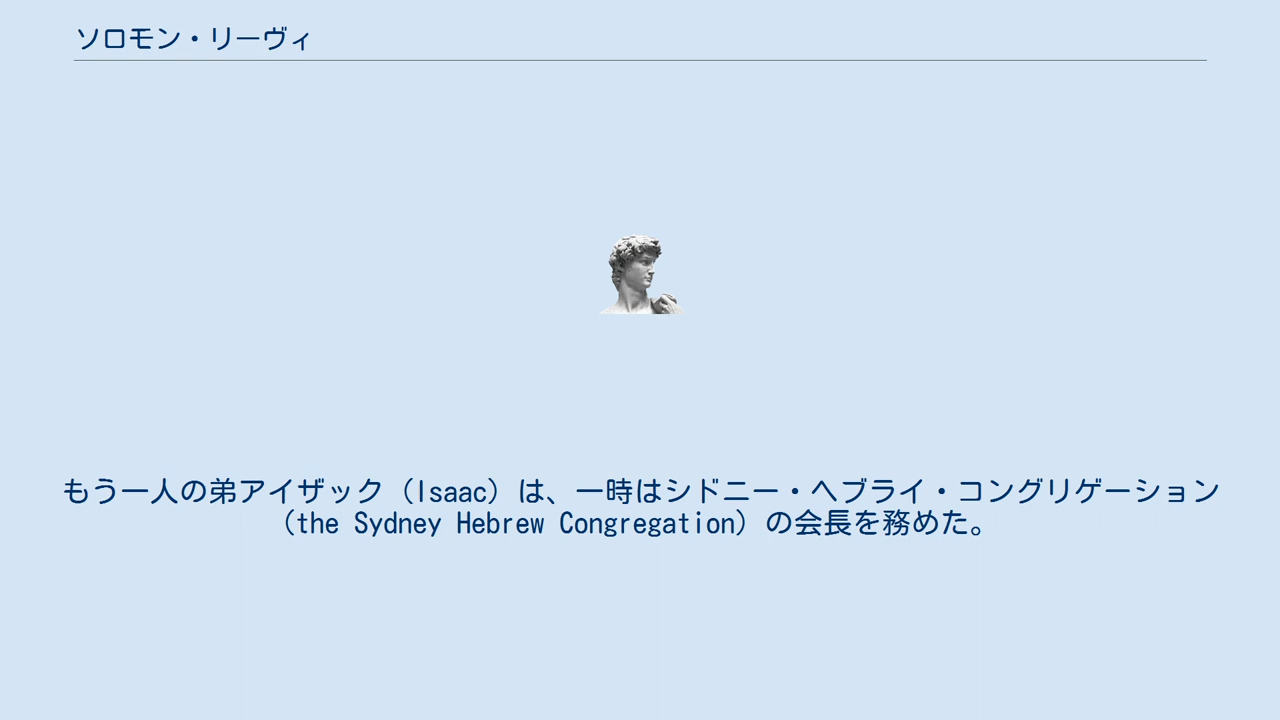 ソロモン・リーヴィ
もう一人の弟アイザック（Isaac）は、一時はシドニー・ヘブライ・コングリゲーション
（the Sydney Hebrew Congregation）の会長を務めた。